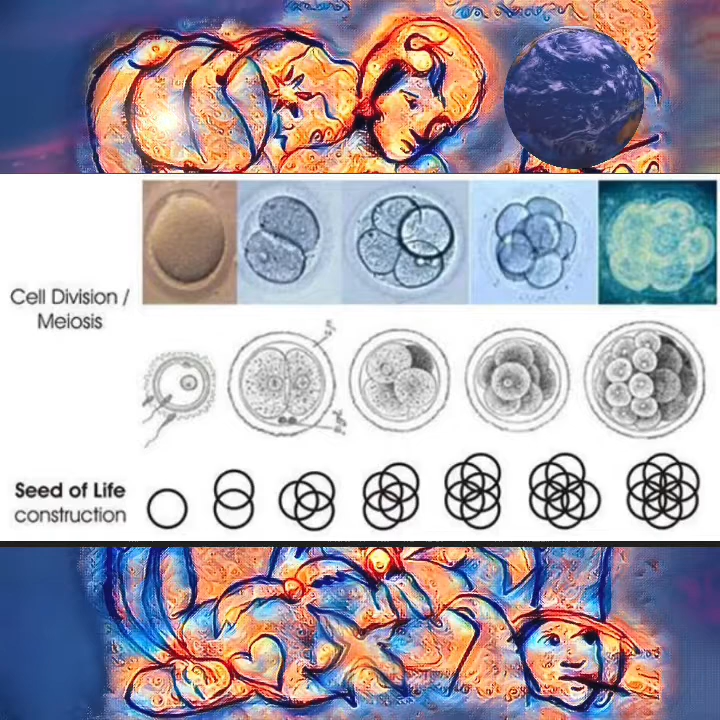 Cell Division /
Meiosis
Seed of Life
construction